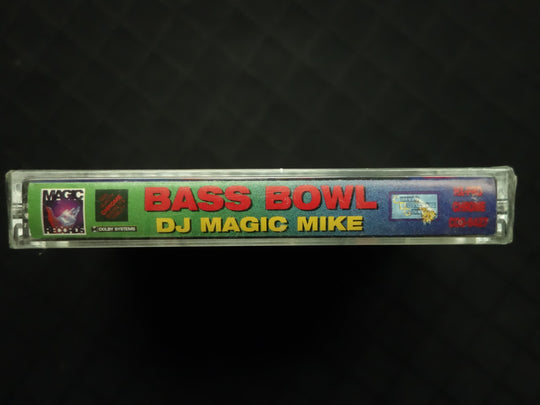 MAGIC
RECORDS
DOLBY SYSTEMS
BASS BOWL
DJ MAGIC MIKE